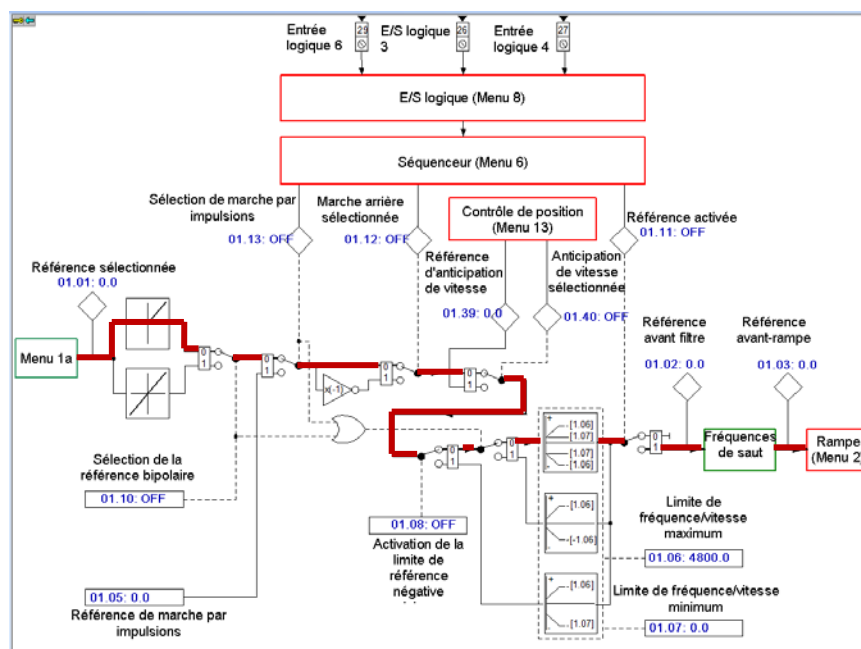 Entrée
logique 6
29
E/S logique
3
26
Entrée
logique 4
27
E/S logique (Menu 8)
Séquenceur (Menu 6)
Sélection de marche par
impulsions
01.13: OFF
Marche arrière
sélectionnée
01.12: OFF
Contrôle de position
(Menu 13)
Référence activée
01.11: OFF
Référence sélectionnée
01.01: 0.0
Référence
d'anticipation
de vitesse
01.39: 0.0
Anticipation
de vitesse
sélectionnée
01.40: OFF
Référence
avant filtre
01.02: 0.0
Référence
avant-rampe
01.03: 0.0
Menu 1a
0
1
0
1
x(-1)
0
1
0
1
Sélection de la
référence bipolaire
01.10: OFF
0
1
0
1
+
[1.06]
[1.07]
[1.07]
[1.06]
-
0
1
Fréquences
de saut
Rampe
(Menu 2)
01.08: OFF
Activation de la
limite de
référence
négative
+
[1.06]
[-1.06]
-
Limite de
fréquence/vitesse
maximum
01.06: 4800.0
01.05: 0.0
Référence de marche par
impulsions
+
[1.06]
[1.07]
-
Limite de fréquence/vitesse
minimum
01.07: 0.0